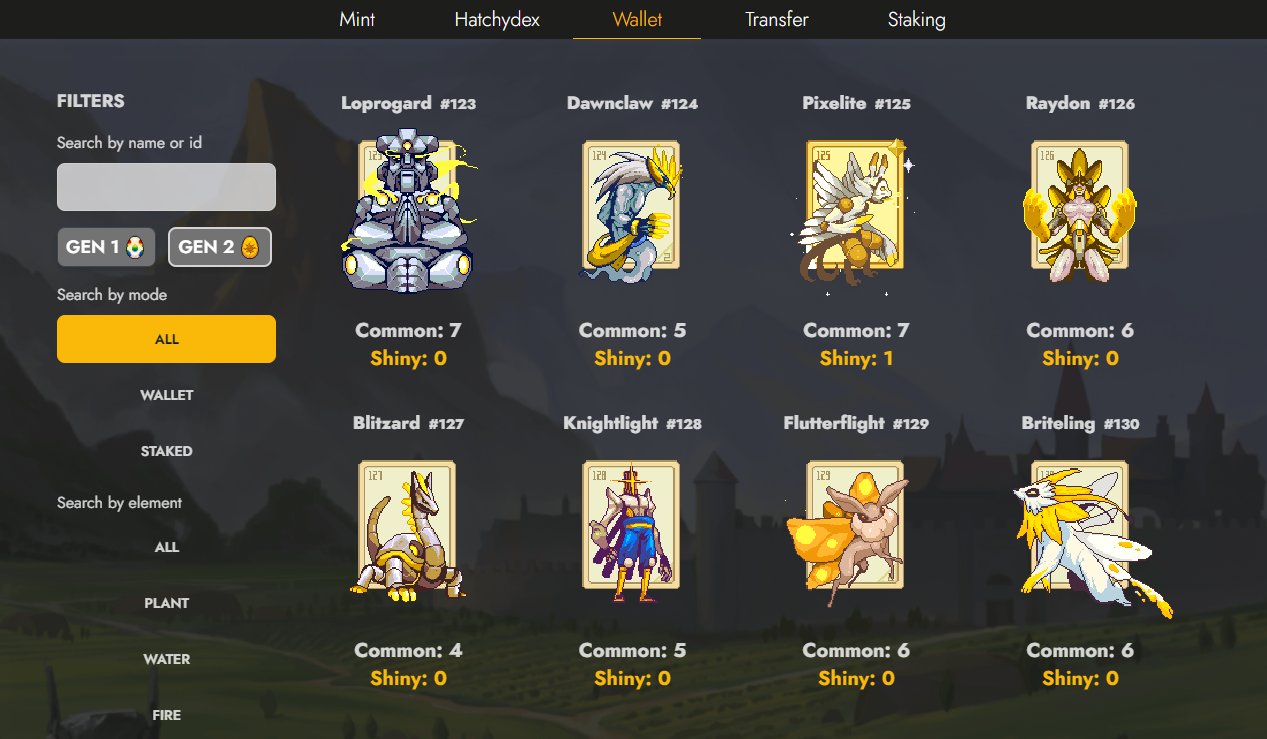 Mint Hatchydex Wallet Transfer Staking
FILTERS
Search by name or id
GEN 1 GEN 2
Search by mode
ALL
WALLET
STAKED
Search by element
ALL
PLANT
WATER
FIRE
Loprogard #123 Dawnclaw #124 Pixelite #125 Raydon #126
123 124 125 126
2
Common: 7 Common: 5 Common: 7 Common: 6
Shiny: 0 Shiny: 0 Shiny: 1 Shiny: 0
Blitzard #127 Knightlight #128 Flutterflight #129 Briteling #130
127 128 129
Common: 4 Common: 5 Common: 6 Common: 6
Shiny: 0 Shiny: 0 Shiny: 0 Shiny: 0